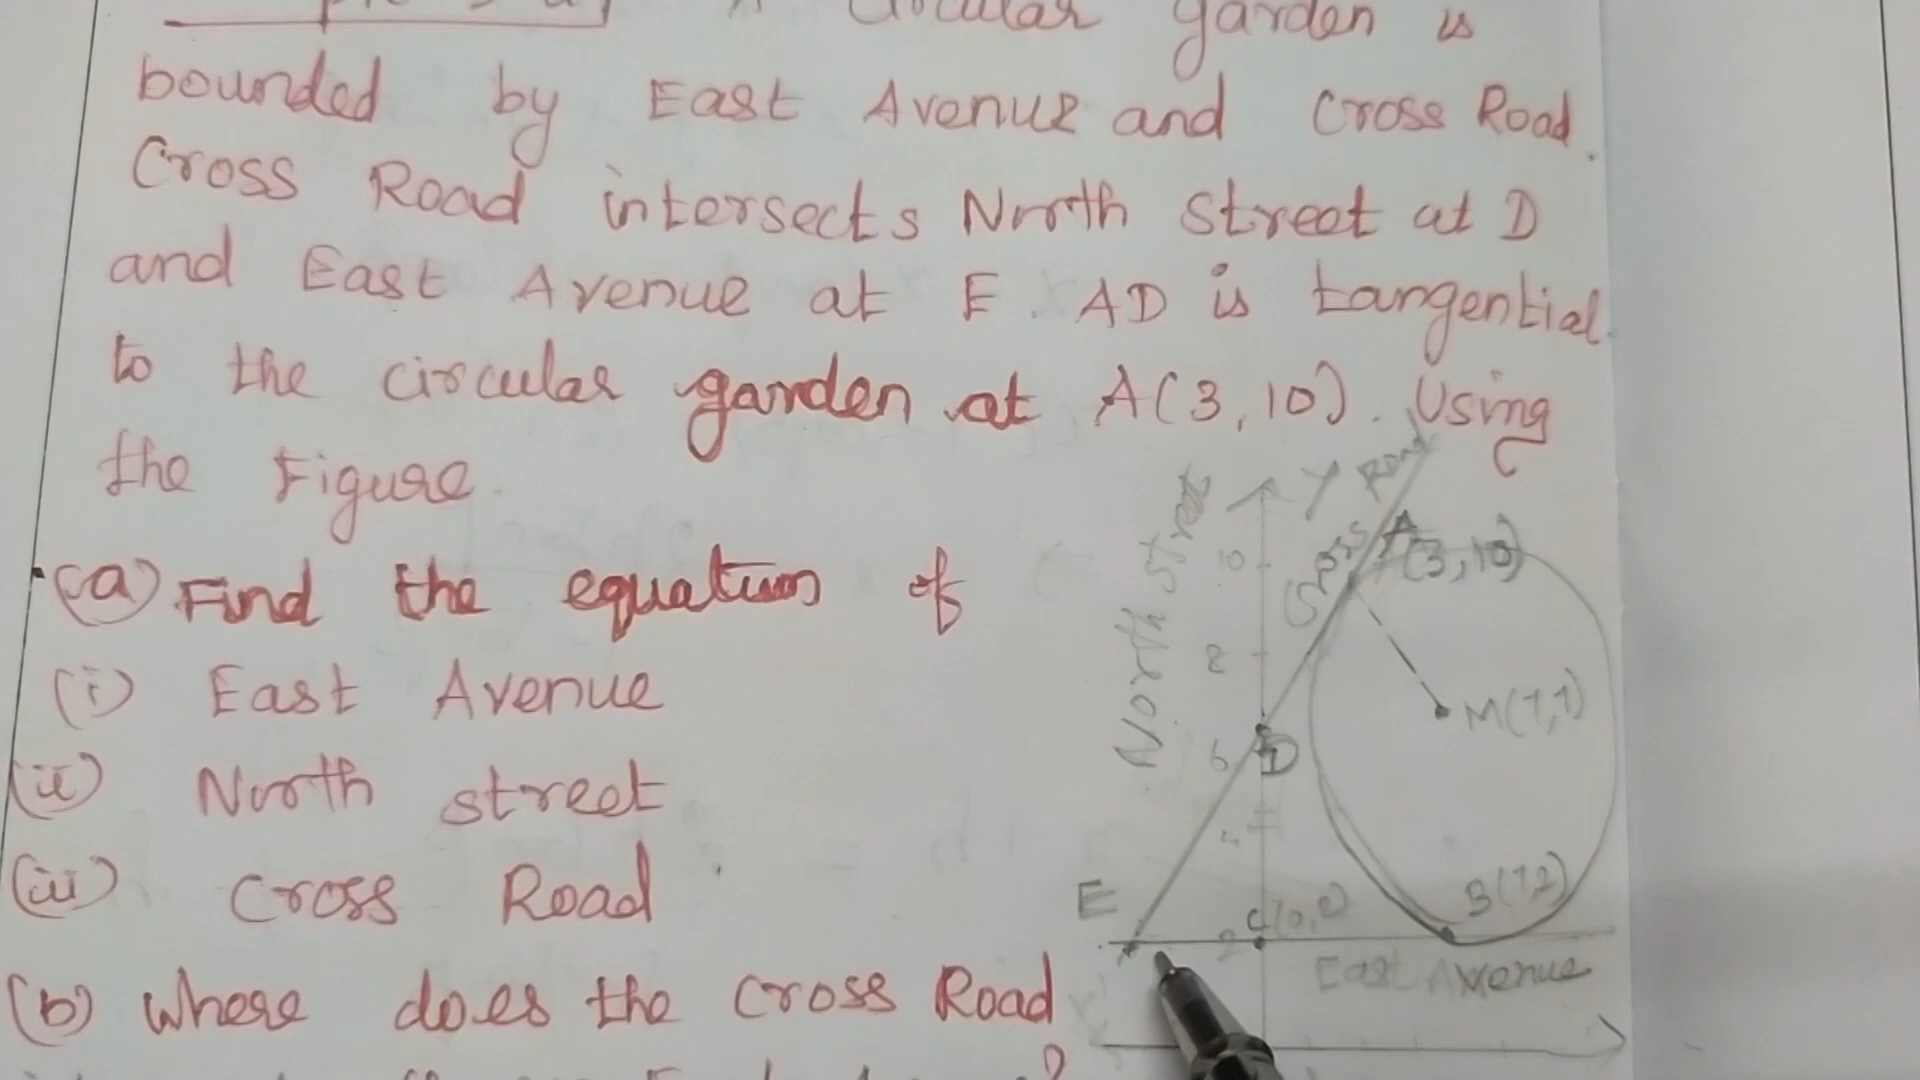 Circular garden is
bounded by East Avenue and Cross Road.
Cross Road intersects North Street at D
and East Avenue at E. AD is tangential
to the circular garden at A(3,10). Using
the Figure.
(a) Find the equation of
(i) East Avenue
(ii) North street
(iii) Cross Road
(b) Where does the Cross Road
Y
Cross Road
North Street
A(3,10)
10
8
M(7,7)
6
D
4
E
C(0,2)
B(7,2)
2
East Avenue
X'